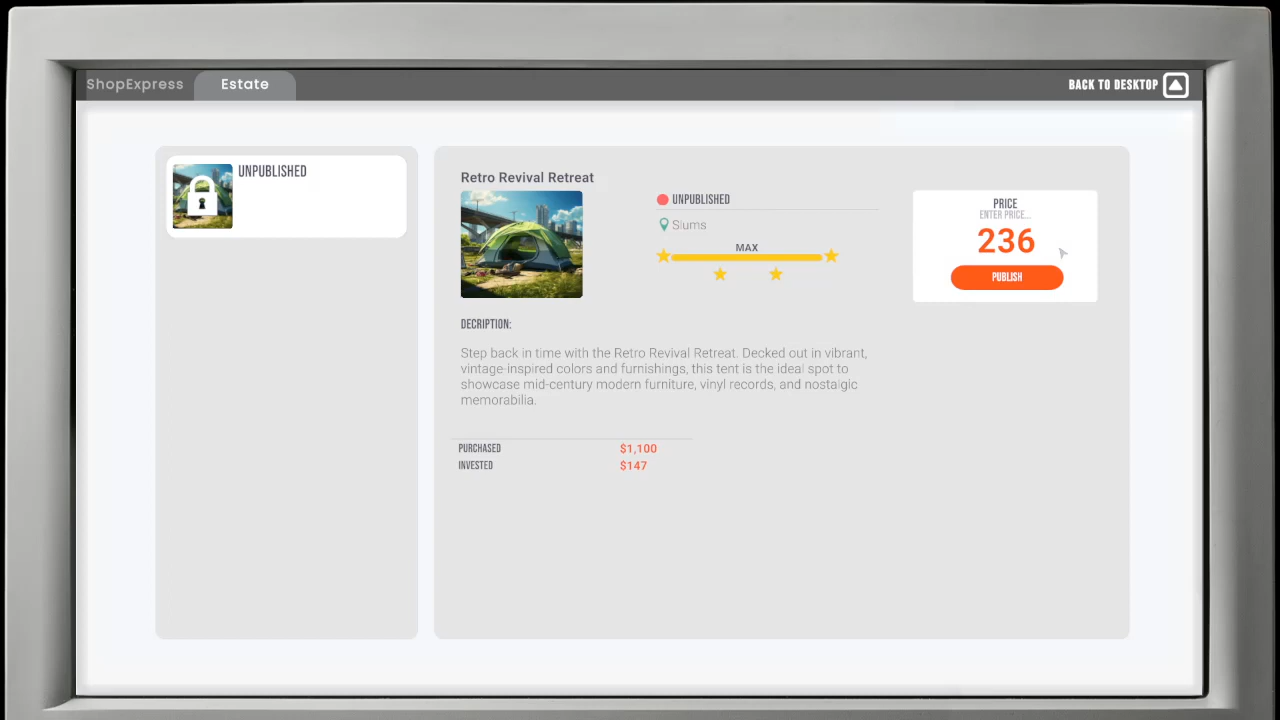 ShopExpress
Estate
BACK TO DESKTOP
UNPUBLISHED
Retro Revival Retreat
UNPUBLISHED
Slums
MAX
PRICE
ENTER PRICE...
236
PUBLISH
DECRIPTION:
Step back in time with the Retro Revival Retreat. Decked out in vibrant,
vintage-inspired colors and furnishings, this tent is the ideal spot to
showcase mid-century modern furniture, vinyl records, and nostalgic
memorabilia.
PURCHASED $1,100
INVESTED $147